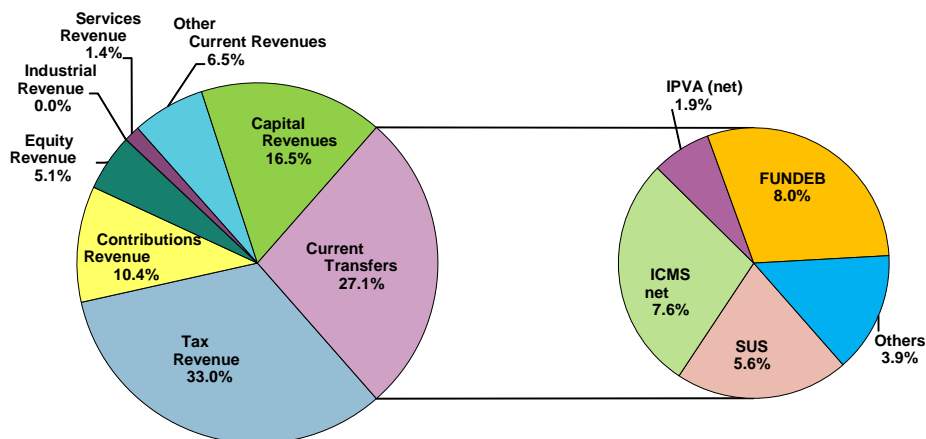 Services
Revenue
1.4%
Other
Current Revenues
6.5%
Industrial
Revenue
0.0%
Equity
Revenue
5.1%
Capital
Revenues
16.5%
Contributions
Revenue
10.4%
Current
Transfers
27.1%
Tax
Revenue
33.0%
IPVA (net)
1.9%
FUNDEB
8.0%
ICMS
net
7.6%
SUS
5.6%
Others
3.9%